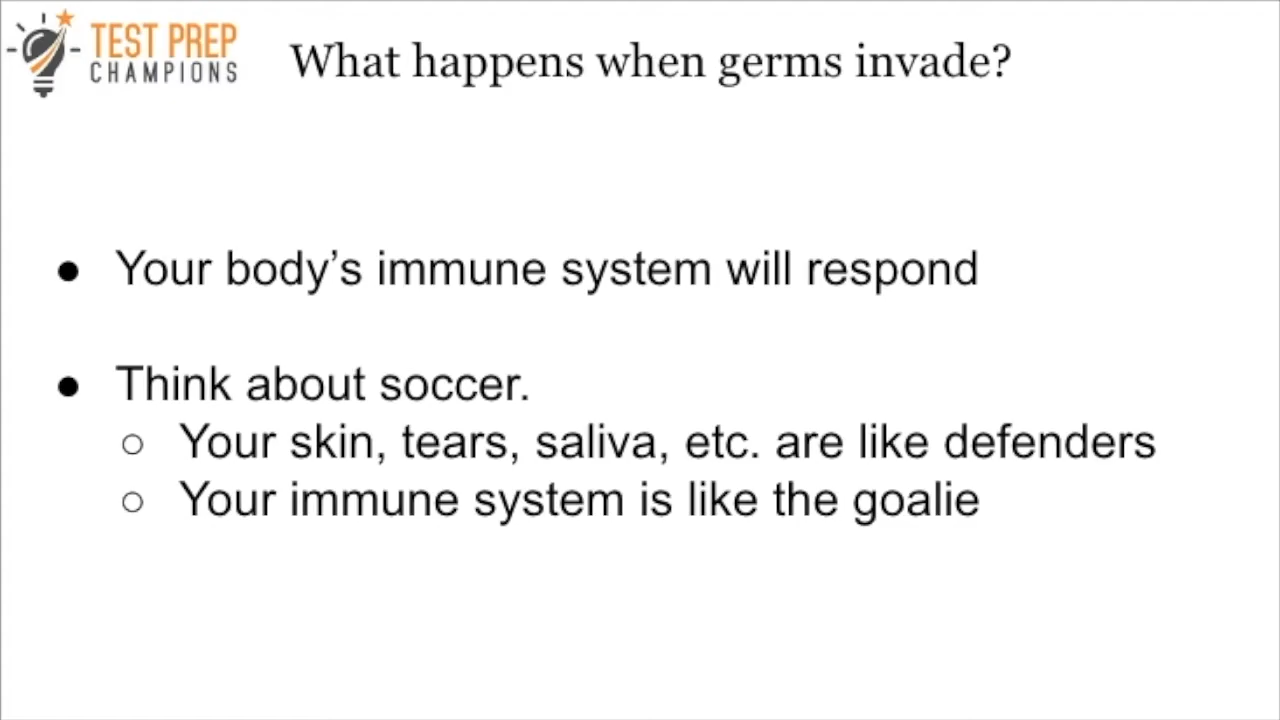 TEST PREP
CHAMPIONS
What happens when germs invade?
● Your body’s immune system will respond
● Think about soccer.
○ Your skin, tears, saliva, etc. are like defenders
○ Your immune system is like the goalie